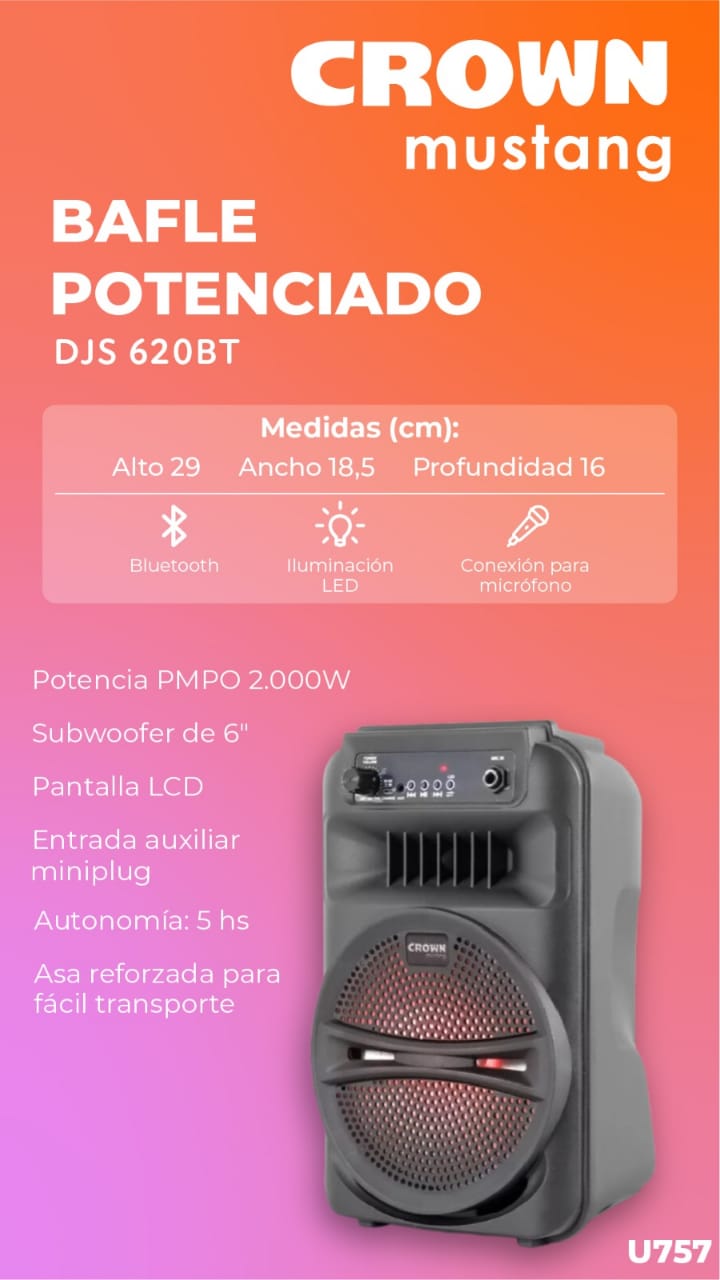 CROWN
mustang
BAFLE
POTENCIADO
DJS 620BT
Medidas (cm):
Alto 29 Ancho 18,5 Profundidad 16
Bluetooth
Iluminación
LED
Conexión para
micrófono
Potencia PMPO 2.000W
Subwoofer de 6"
Pantalla LCD
Entrada auxiliar
miniplug
Autonomía: 5 hs
Asa reforzada para
fácil transporte
CROWN
mustang
U757